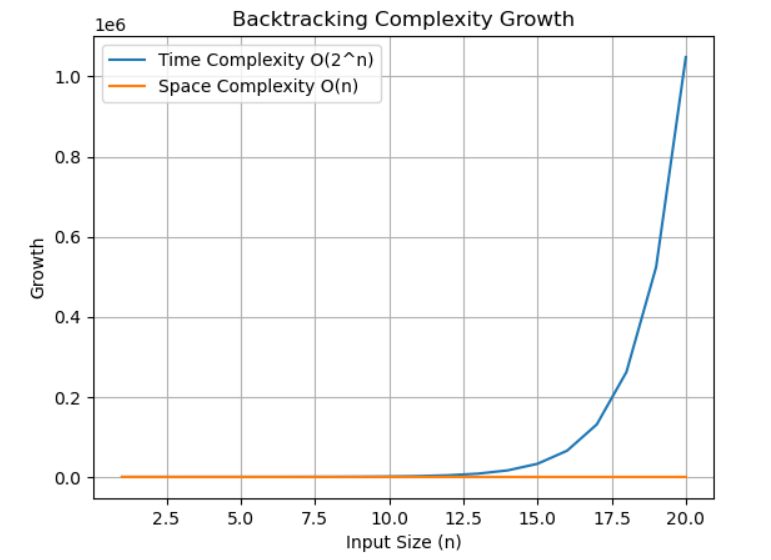 Backtracking Complexity Growth
1e6
Time Complexity O(2^n)
Space Complexity O(n)
1.0
0.8
0.6
0.4
0.2
0.0
Growth
2.5 5.0 7.5 10.0 12.5 15.0 17.5 20.0
Input Size (n)